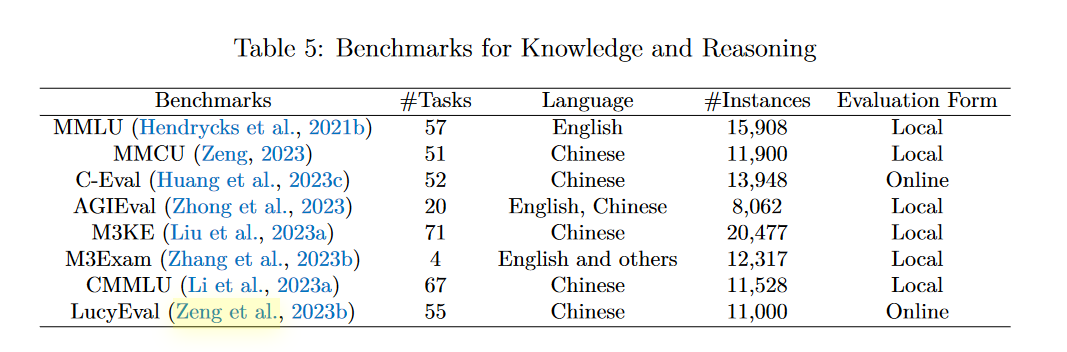 Table 5: Benchmarks for Knowledge and Reasoning
Benchmarks #Tasks Language #Instances Evaluation Form
MMLU (Hendrycks et al., 2021b) 57 English 15,908 Local
MMCU (Zeng, 2023) 51 Chinese 11,900 Local
C-Eval (Huang et al., 2023c) 52 Chinese 13,948 Online
AGIEval (Zhong et al., 2023) 20 English, Chinese 8,062 Local
M3KE (Liu et al., 2023a) 71 Chinese 20,477 Local
M3Exam (Zhang et al., 2023b) 4 English and others 12,317 Local
CMMLU (Li et al., 2023a) 67 Chinese 11,528 Local
LucyEval (Zeng et al., 2023b) 55 Chinese 11,000 Online